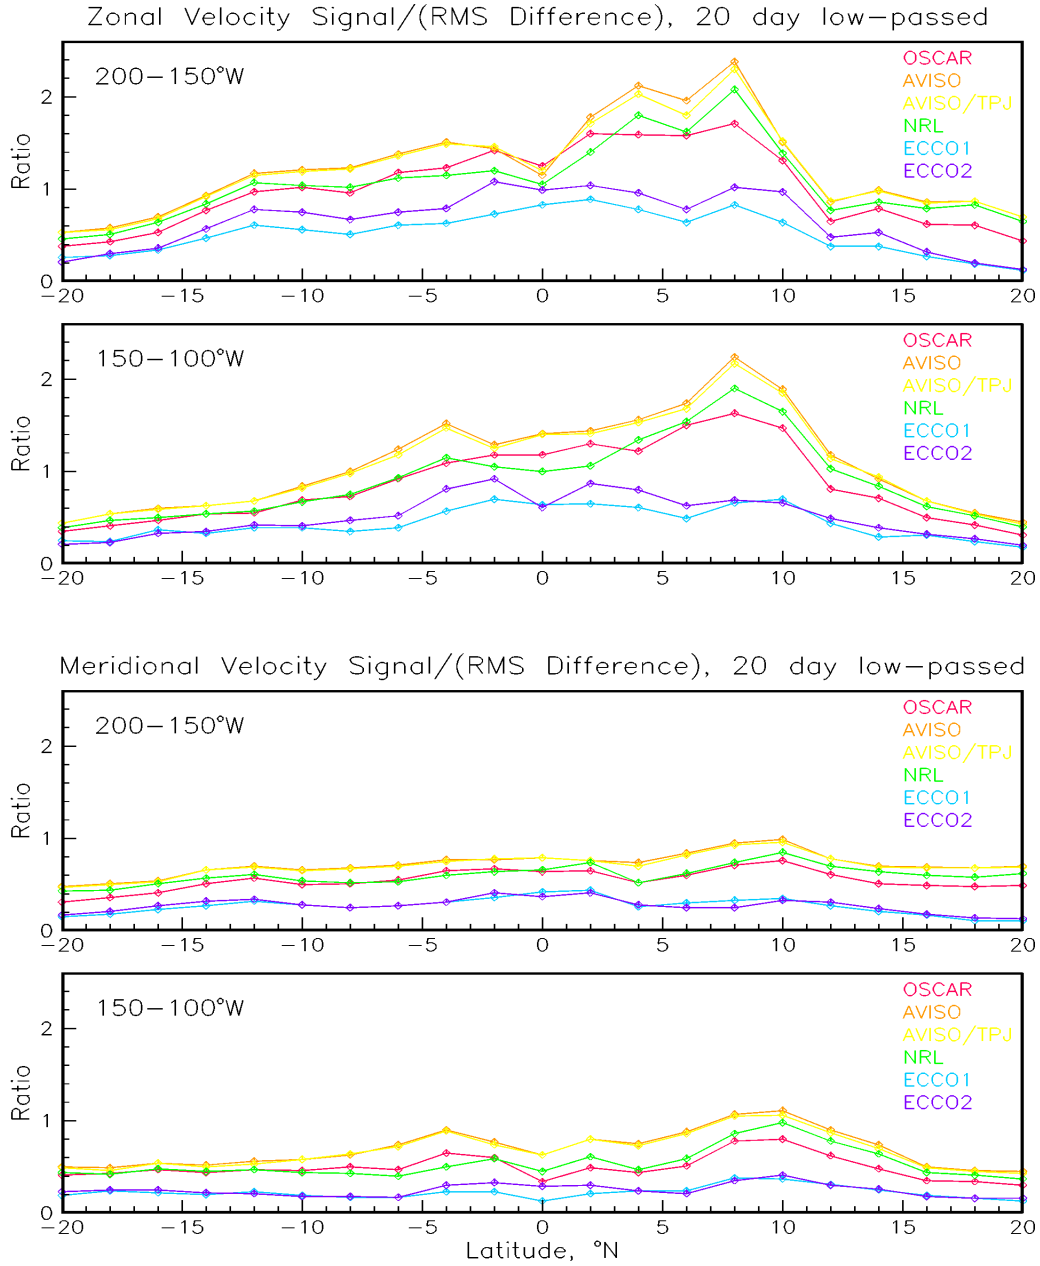 Zonal Velocity Signal/(RMS Difference), 20 day low-passed
200-150°W
OSCAR
AVISO
AVISO/TPJ
NRL
ECCO1
ECCO2
Ratio
2
1
0
-20 -15 -10 -5 0 5 10 15 20
150-100°W
OSCAR
AVISO
AVISO/TPJ
NRL
ECCO1
ECCO2
Ratio
2
1
0
-20 -15 -10 -5 0 5 10 15 20
Meridional Velocity Signal/(RMS Difference), 20 day low-passed
200-150°W
OSCAR
AVISO
AVISO/TPJ
NRL
ECCO1
ECCO2
Ratio
2
1
0
-20 -15 -10 -5 0 5 10 15 20
150-100°W
OSCAR
AVISO
AVISO/TPJ
NRL
ECCO1
ECCO2
Ratio
2
1
0
-20 -15 -10 -5 0 5 10 15 20
Latitude, °N